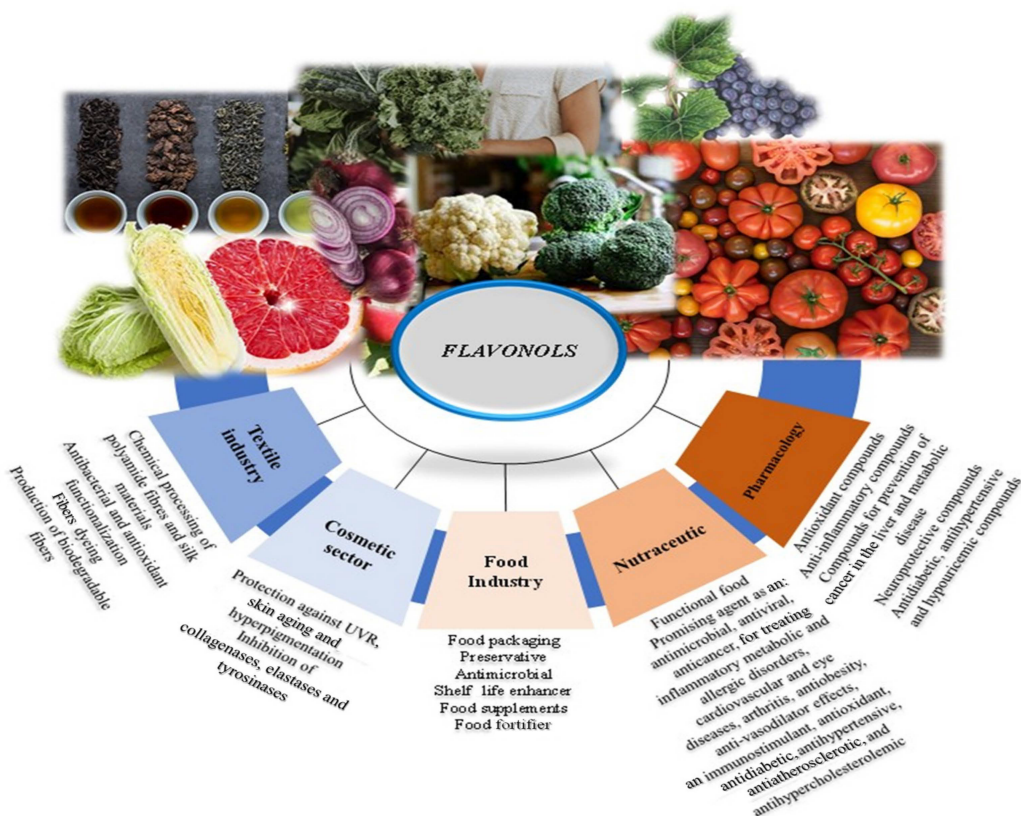 FLAVONOLS
Textile
industry
Chemical processing of
polyamide fibres and silk
materials
Antibacterial and antioxidant
functionalization
Fibers dyeing
Production of biodegradable
fibers
Cosmetic
sector
Protection against UVR,
skin aging and
hyperpigmentation
Inhibition of
collagenases, elastases and
tyrosinases
Food
Industry
Food packaging
Preservative
Antimicrobial
Shelf life enhancer
Food supplements
Food fortifier
Nutraceutic
Functional food
Promising agent as an:
antimicrobial, antiviral,
anticancer, for treating
inflammatory metabolic and
allergic disorders,
cardiovascular and eye
diseases, arthritis, antiobesity,
anti-vasodilator effects,
an immunostimulant, antioxidant,
antidiabetic, antihypertensive,
antiatherosclerotic, and
antihypercholesterolemic
Pharmacology
Antioxidant compounds
Anti-inflammatory compounds
Compounds for prevention of
cancer in the liver and metabolic
disease
Neuroprotective compounds
Antidiabetic, antihypertensive
and hypouricemic compounds